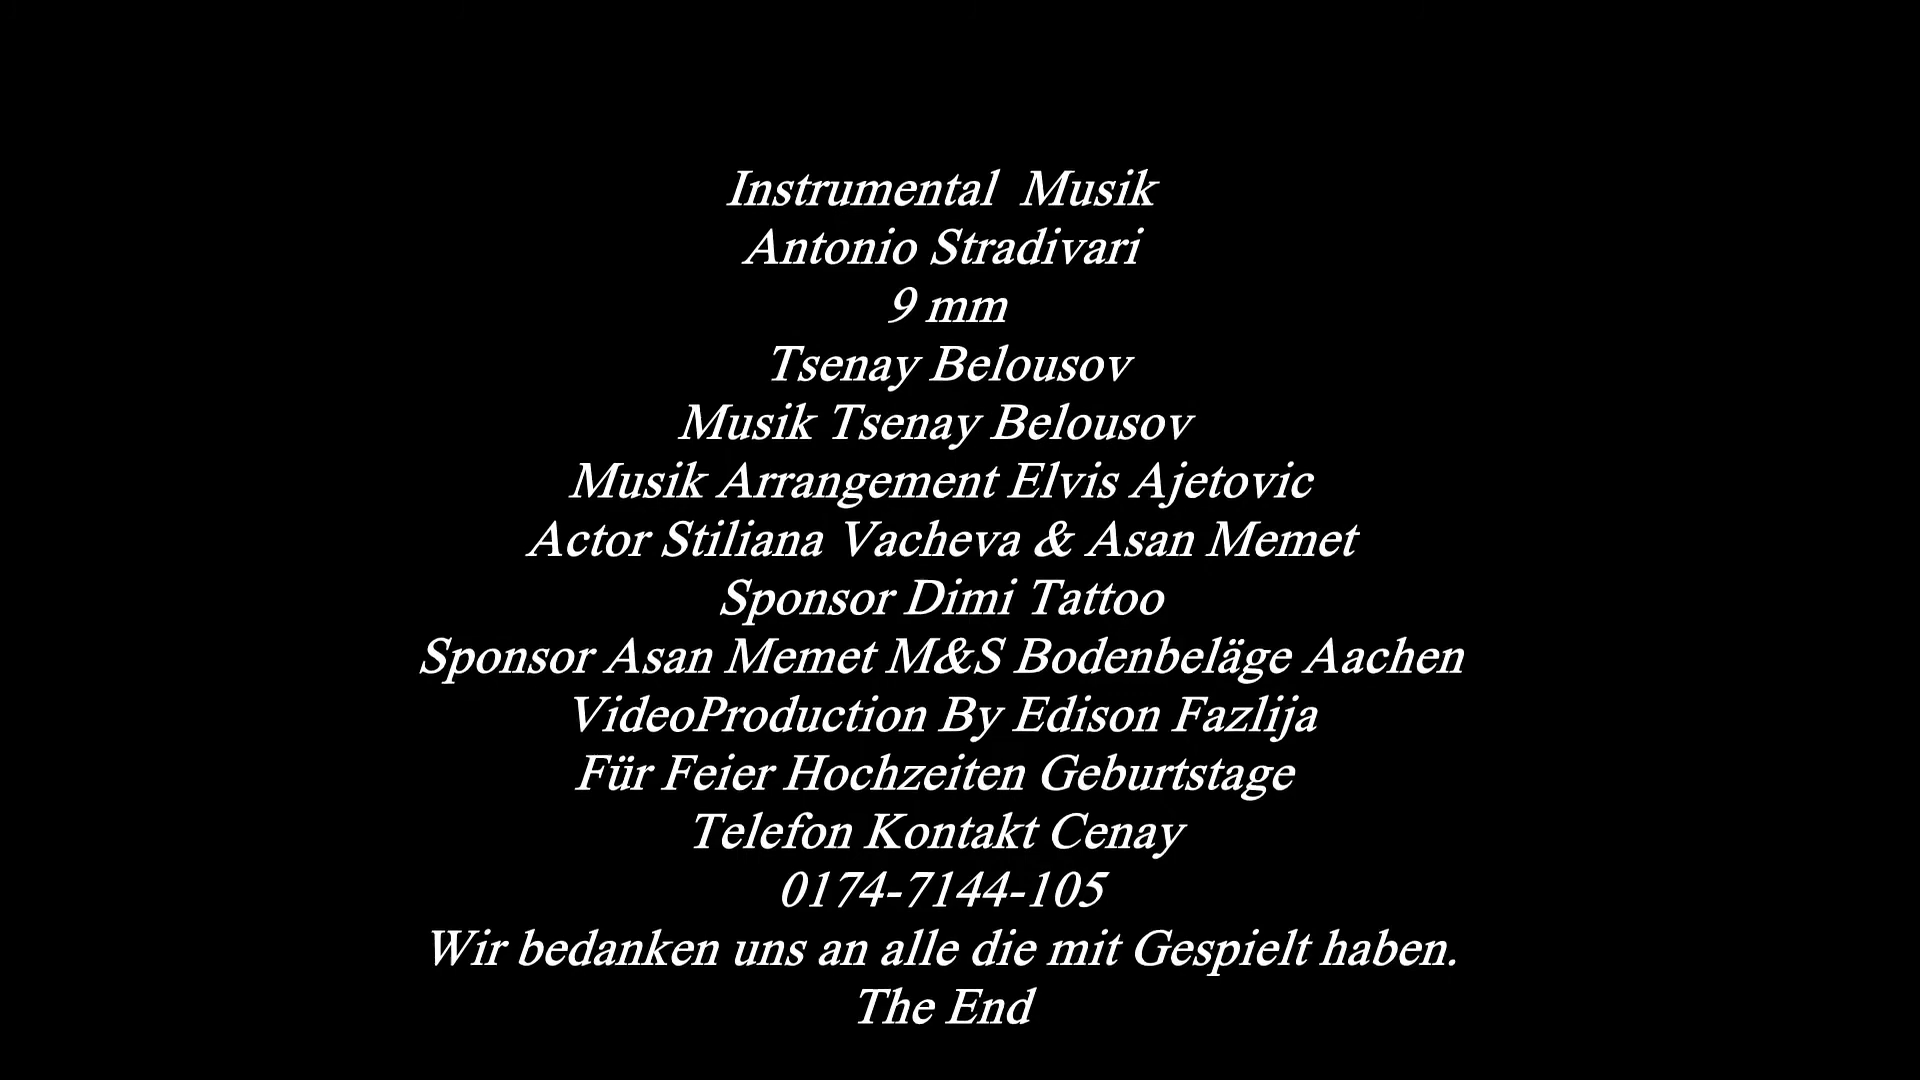 Instrumental Musik
Antonio Stradivari
9 mm
Tsenay Belousov
Musik Tsenay Belousov
Musik Arrangement Elvis Ajetovic
Actor Stiliana Vacheva & Asan Memet
Sponsor Dimi Tattoo
Sponsor Asan Memet M&S Bodenbeläge Aachen
VideoProduction By Edison Fazlija
Für Feier Hochzeiten Geburtstage
Telefon Kontakt Cenay
0174-7144-105
Wir bedanken uns an alle die mit Gespielt haben.
The End